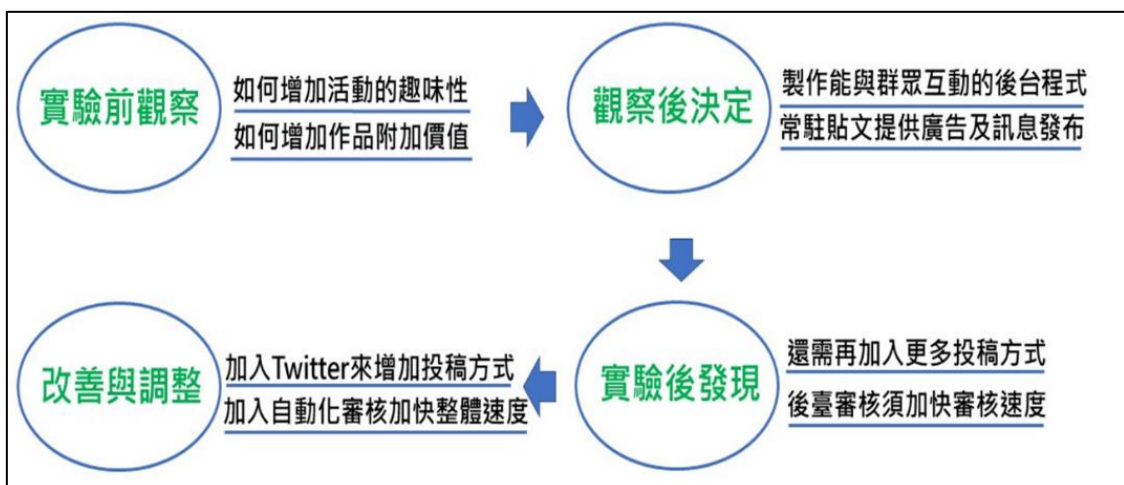 實驗前觀察
如何增加活動的趣味性
如何增加作品附加價值
觀察後決定
製作能與群眾互動的後台程式
常駐貼文提供廣告及訊息發布
實驗後發現
還需再加入更多投稿方式
後臺審核須加快審核速度
改善與調整
加入Twitter來增加投稿方式
加入自動化審核加快整體速度